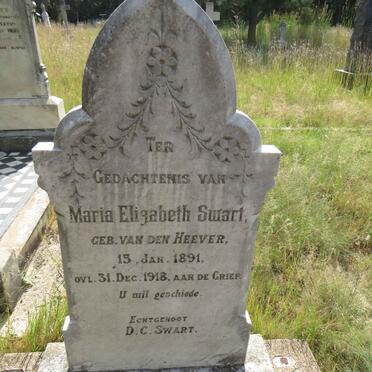 TER
GEDACHTENIS VAN
Maria Elizabeth Swart,
GEB. VAN DEN HEEVER,
13 JAN. 1891.
OVL. 31. DEC. 1918. AAN DE GRIEP.
U wil geschiede.
ECHTGENOOT
D. C. SWART.